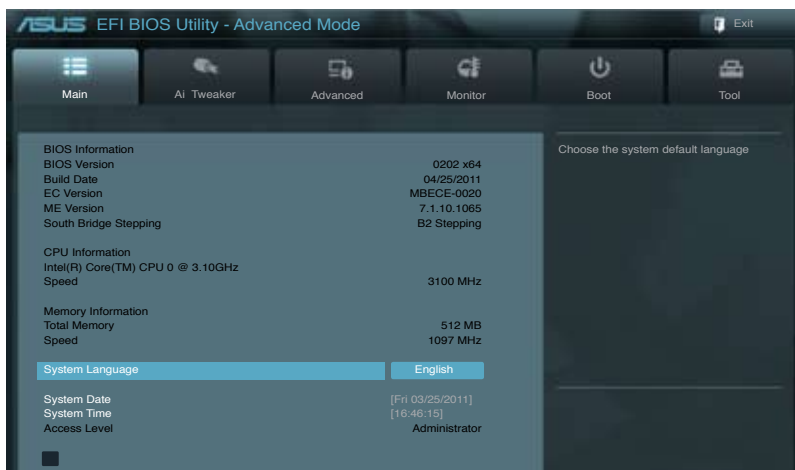 ASUS EFI BIOS Utility - Advanced Mode Exit
Main Ai Tweaker Advanced Monitor Boot Tool
BIOS Information
BIOS Version 0202 x64
Build Date 04/25/2011
EC Version MBECE-0020
ME Version 7.1.10.1065
South Bridge Stepping B2 Stepping
CPU Information
Intel(R) Core(TM) CPU 0 @ 3.10GHz
Speed 3100 MHz
Memory Information
Total Memory 512 MB
Speed 1097 MHz
System Language English
System Date [Fri 03/25/2011]
System Time [16:46:15]
Access Level Administrator
Choose the system default language